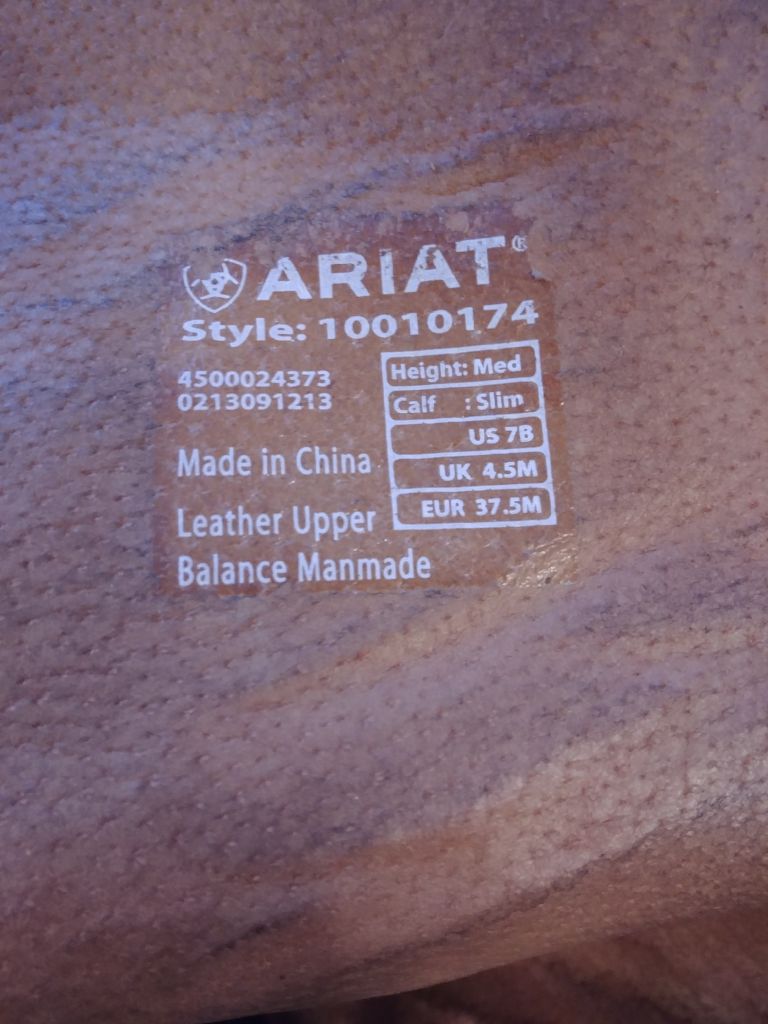 ARIAT®
Style: 10010174
4500024373
0213091213
Height: Med
Calf : Slim
US 7B
UK 4.5M
EUR 37.5M
Made in China
Leather Upper
Balance Manmade